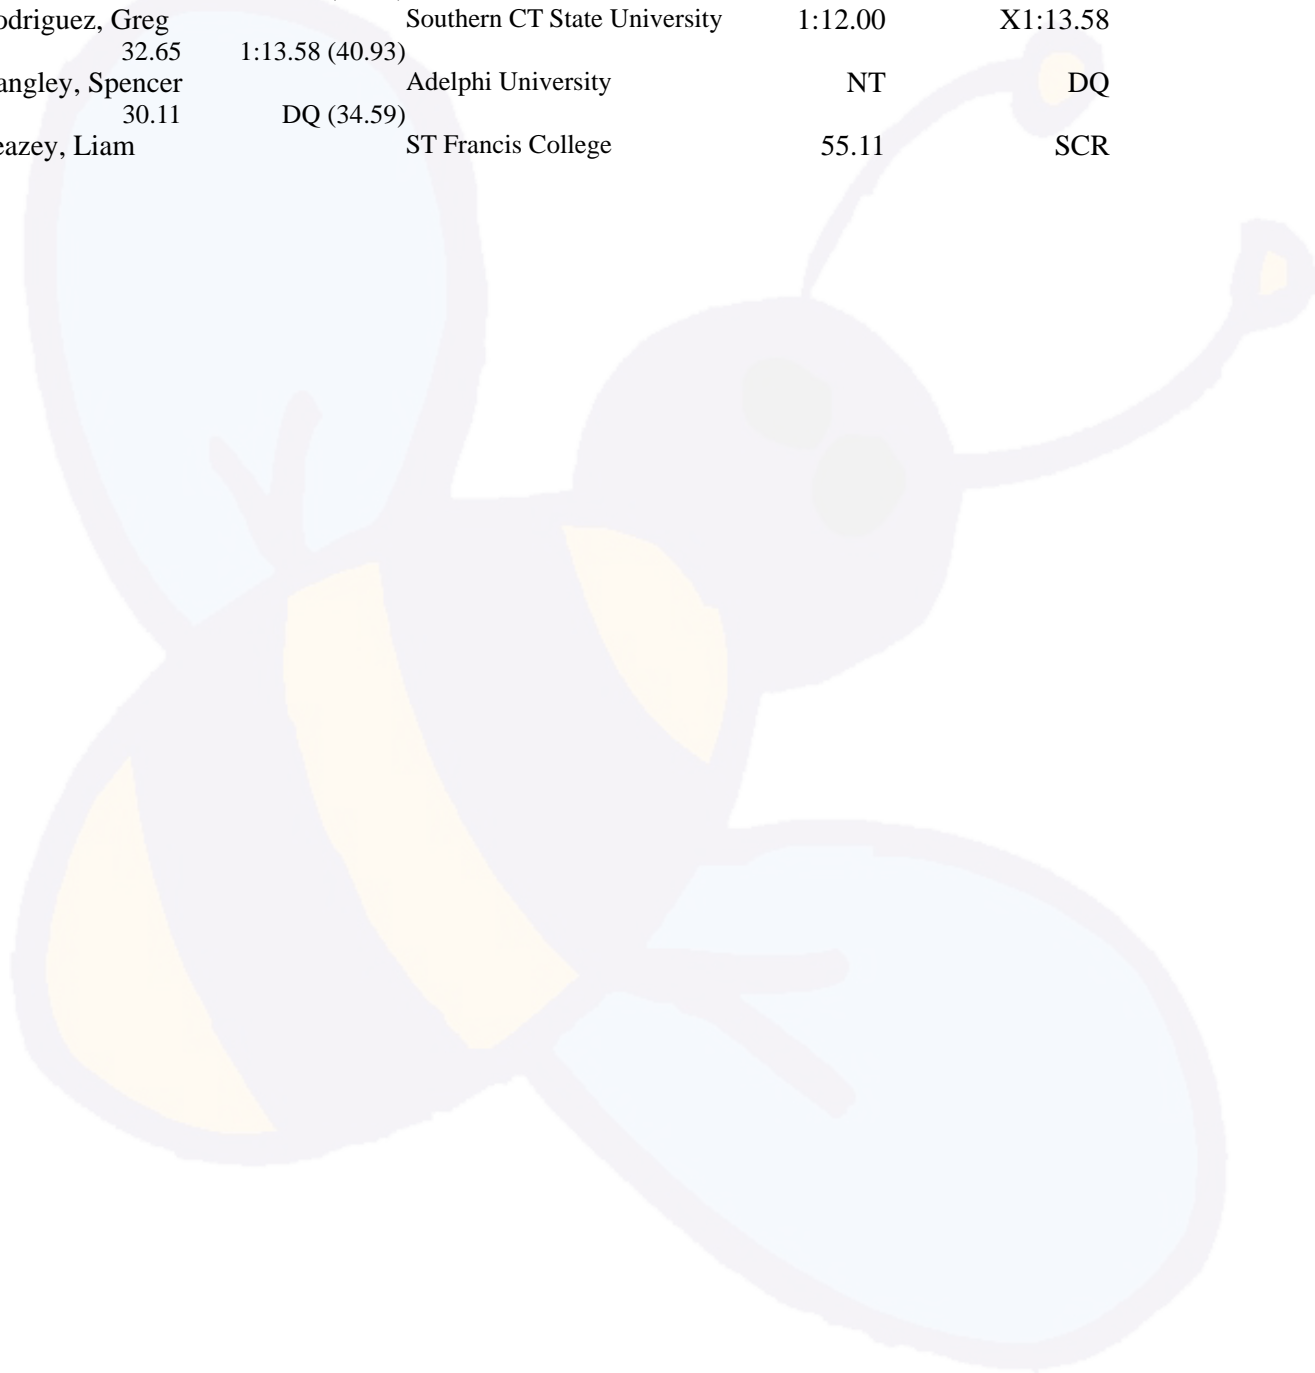 odriguez, Greg Southern CT State University 1:12.00 X1:13.58
32.65 1:13.58 (40.93)
angley, Spencer Adelphi University NT DQ
30.11 DQ (34.59)
eazey, Liam ST Francis College 55.11 SCR